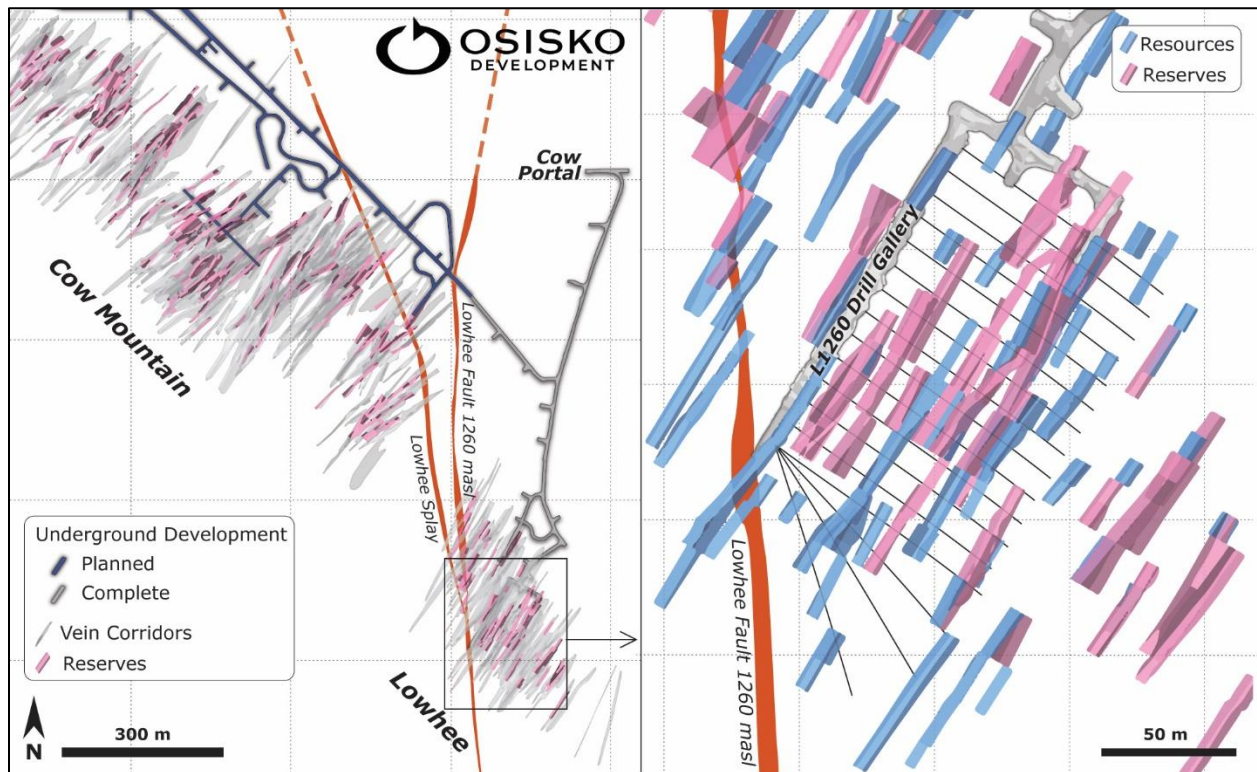 OSISKO
DEVELOPMENT
Cow
Portal
Cow Mountain
Lowhee Fault 1260 masl
Lowhee Splay
Lowhee
Underground Development
Planned
Complete
Vein Corridors
Reserves
N
300 m
Resources
Reserves
L1260 Drill Gallery
Lowhee Fault 1260 masl
50 m